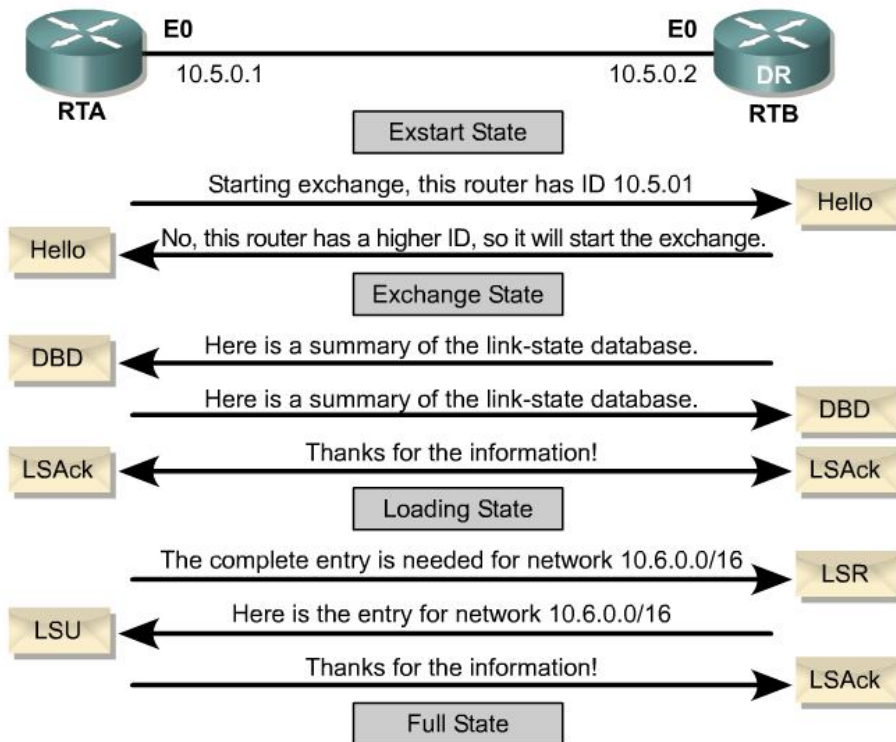 E0
E0
10.5.0.1
10.5.0.2
DR
RTA
RTB
Exstart State
Starting exchange, this router has ID 10.5.01
Hello
No, this router has a higher ID, so it will start the exchange.
Hello
Exchange State
Here is a summary of the link-state database.
DBD
Here is a summary of the link-state database.
DBD
LSAck
Thanks for the information!
LSAck
Loading State
The complete entry is needed for network 10.6.0.0/16
LSR
Here is the entry for network 10.6.0.0/16
LSU
Thanks for the information!
LSAck
Full State